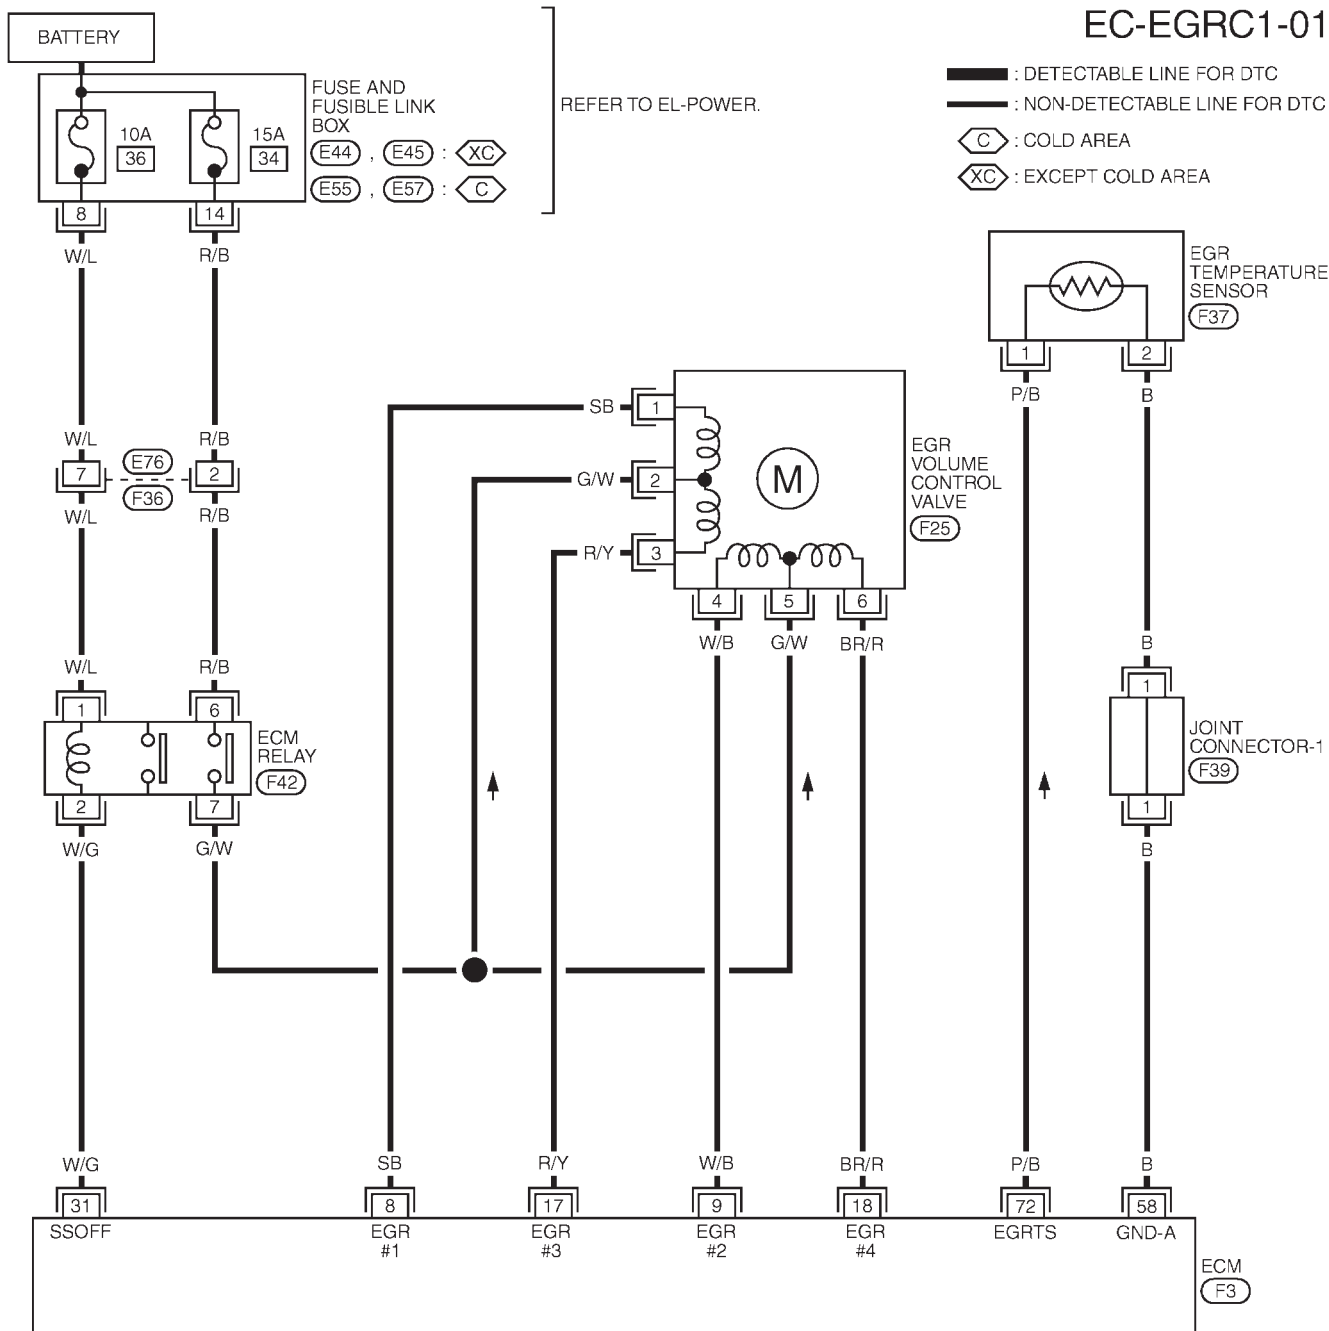 EC-EGRC1-01
BATTERY
: DETECTABLE LINE FOR DTC
: NON-DETECTABLE LINE FOR DTC
C : COLD AREA
XC : EXCEPT COLD AREA
FUSE AND
FUSIBLE LINK
BOX
E44 , E45 : XC
E55 , E57 : C
REFER TO EL-POWER.
10A
36
15A
34
8
14
W/L
R/B
EGR
TEMPERATURE
SENSOR
F37
1
2
P/B
B
SB
1
G/W
2
R/Y
3
M
EGR
VOLUME
CONTROL
VALVE
F25
W/L
R/B
7
E76
F36
2
W/L
R/B
4
5
6
W/B
G/W
BR/R
W/L
R/B
1
6
ECM
RELAY
F42
2
7
W/G
G/W
B
1
JOINT
CONNECTOR-1
F39
1
B
W/G
SB
R/Y
W/B
BR/R
P/B
B
31
8
17
9
18
72
58
SSOFF
EGR
#1
EGR
#3
EGR
#2
EGR
#4
EGRTS
GND-A
ECM
F3